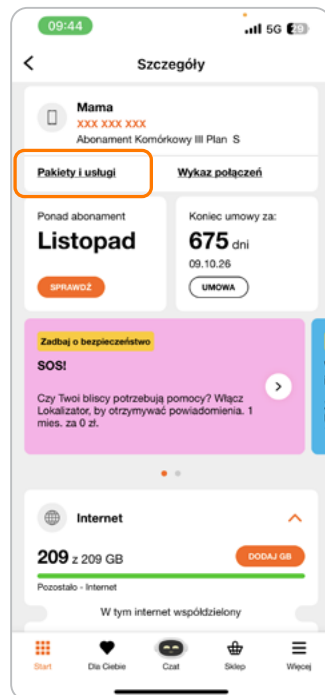 09:44
5G 29
Szczegóły
Mama
XXX XXX XXX
Abonament Komórkowy III Plan S
Pakiety i usługi
Wykaz połączeń
Ponad abonament
Listopad
SPRAWDŹ
Koniec umowy za:
675 dni
09.10.26
UMOWA
Zadbaj o bezpieczeństwo
SOS!
Czy Twoi bliscy potrzebują pomocy? Włącz
Lokalizator, by otrzymywać powiadomienia. 1
mies. za 0 zł.
Internet
209 z 209 GB
DODAJ GB
Pozostało - Internet
W tym internet współdzielony
Start
Dla Ciebie
Czat
Sklep
Więcej